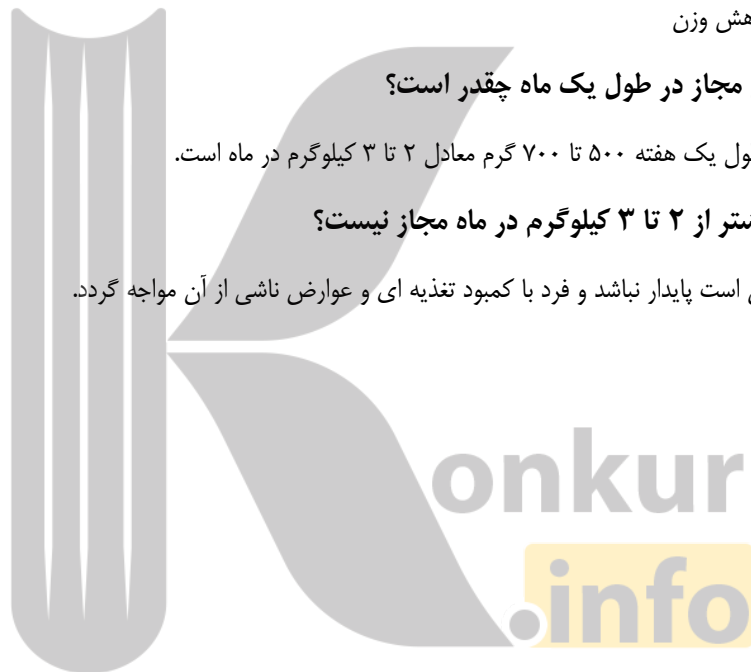 هش وزن
مجاز در طول یک ماه چقدر است؟
ول یک هفته ۵۰۰ تا ۷۰۰ گرم معادل ۲ تا ۳ کیلوگرم در ماه است.
شتر از ۲ تا ۳ کیلوگرم در ماه مجاز نیست؟
است پایدار نباشد و فرد با کمبود تغذیه ای و عوارض ناشی از آن مواجه گردد.
onkur
.info